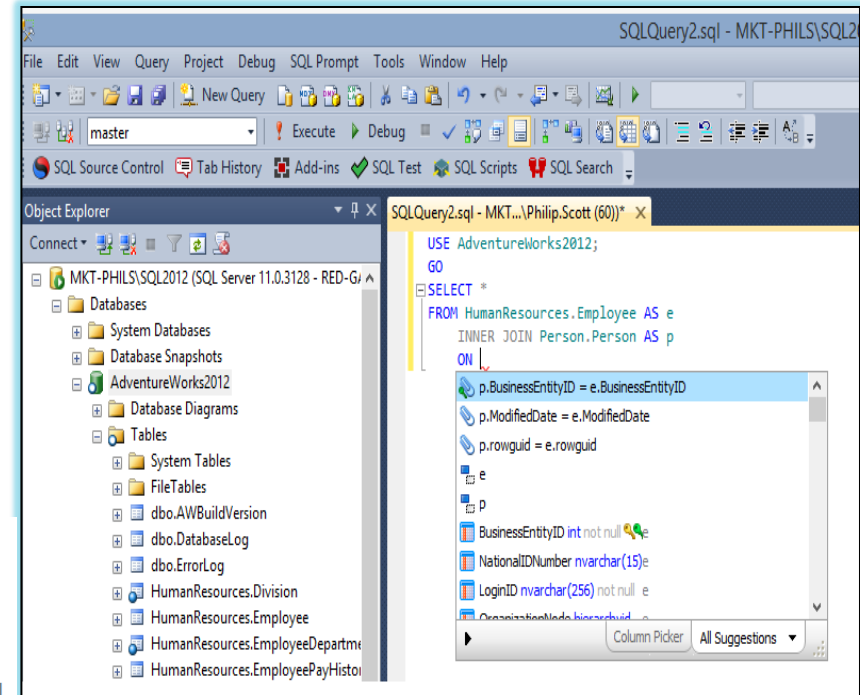 SQLQuery2.sql - MKT-PHILS\SQL2
File Edit View Query Project Debug SQL Prompt Tools Window Help
New Query
master Execute Debug
SQL Source Control Tab History Add-ins SQL Test SQL Scripts SQL Search
Object Explorer
Connect
MKT-PHILS\SQL2012 (SQL Server 11.0.3128 - RED-GA
Databases
System Databases
Database Snapshots
AdventureWorks2012
Database Diagrams
Tables
System Tables
FileTables
dbo.AWBuildVersion
dbo.DatabaseLog
dbo.ErrorLog
HumanResources.Division
HumanResources.Employee
HumanResources.EmployeeDepartme
HumanResources.EmployeePayHistor
SQLQuery2.sql - MKT...\Philip.Scott (60))*
USE AdventureWorks2012;
GO
SELECT *
FROM HumanResources.Employee AS e
INNER JOIN Person.Person AS p
ON
p.BusinessEntityID = e.BusinessEntityID
p.ModifiedDate = e.ModifiedDate
p.rowguid = e.rowguid
e
p
BusinessEntityID int not null e
NationalIDNumber nvarchar(15)e
LoginID nvarchar(256) not null e
OrganizationNode hierarchyid e
Column Picker All Suggestions